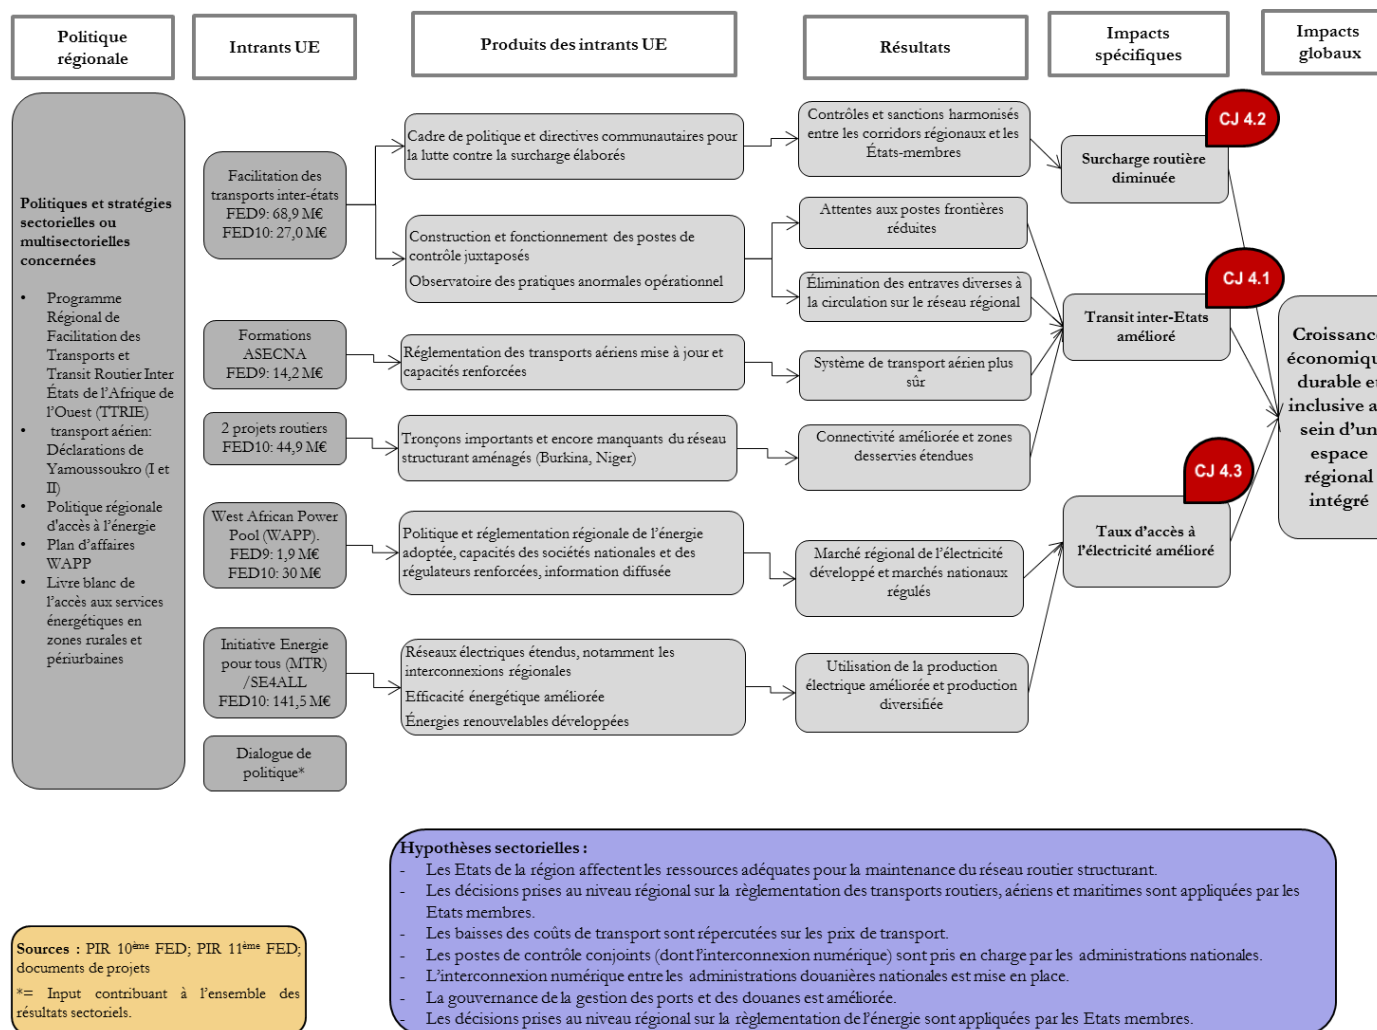 Politique
régionale
Intrants UE
Produits des intrants UE
Résultats
Impacts
spécifiques
Impacts
globaux
Politiques et stratégies
sectorielles ou
multisectorielles
concernées
• Programme
Régional de
Facilitation des
Transports et
Transit Routier Inter
États de l'Afrique de
l'Ouest (TTRIE)
• transport aérien:
Déclarations de
Yamoussoukro (I et
II)
• Politique régionale
d'accès à l'énergie
• Plan d'affaires
WAPP
• Livre blanc de
l'accès aux services
énergétiques en
zones rurales et
périurbaines
Facilitation des
transports inter-états
FED9: 68,9 M€
FED10: 27,0 M€
Formations
ASECNA
FED9: 14,2 M€
2 projets routiers
FED10: 44,9 M€
West African Power
Pool (WAPP).
FED9: 1,9 M€
FED10: 30 M€
Initiative Energie
pour tous (MTR)
/SE4ALL
FED10: 141,5 M€
Dialogue de
politique*
Cadre de politique et directives communautaires pour
la lutte contre la surcharge élaborés
Construction et fonctionnement des postes de
contrôle juxtaposés
Observatoire des pratiques anormales opérationnel
Réglementation des transports aériens mise à jour et
capacités renforcées
Tronçons importants et encore manquants du réseau
structurant aménagés (Burkina, Niger)
Politique et réglementation régionale de l'énergie
adoptée, capacités des sociétés nationales et des
régulateurs renforcées, information diffusée
Réseaux électriques étendus, notamment les
interconnexions régionales
Efficacité énergétique améliorée
Énergies renouvelables développées
Contrôles et sanctions harmonisés
entre les corridors régionaux et les
États-membres
Attentes aux postes frontières
réduites
Élimination des entraves diverses à
la circulation sur le réseau régional
Système de transport aérien plus
sûr
Connectivité améliorée et zones
desservies étendues
Marché régional de l'électricité
développé et marchés nationaux
régulés
Utilisation de la production
électrique améliorée et production
diversifiée
CJ 4.2
Surcharge routière
diminuée
CJ 4.1
Transit inter-Etats
amélioré
CJ 4.3
Taux d'accès à
l'électricité amélioré
Croissance
économique
durable et
inclusive au
sein d'un
espace
régional
intégré
Hypothèses sectorielles :
- Les Etats de la région affectent les ressources adéquates pour la maintenance du réseau routier structurant.
- Les décisions prises au niveau régional sur la règlementation des transports routiers, aériens et maritimes sont appliquées par les
Etats membres.
- Les baisses des coûts de transport sont répercutées sur les prix de transport.
- Les postes de contrôle conjoints (dont l'interconnexion numérique) sont pris en charge par les administrations nationales.
- L'interconnexion numérique entre les administrations douanières nationales est mise en place.
- La gouvernance de la gestion des ports et des douanes est améliorée.
- Les décisions prises au niveau régional sur la règlementation de l'énergie sont appliquées par les Etats membres.
Sources : PIR 10ème FED; PIR 11ème FED;
documents de projets
*= Input contribuant à l'ensemble des
résultats sectoriels.